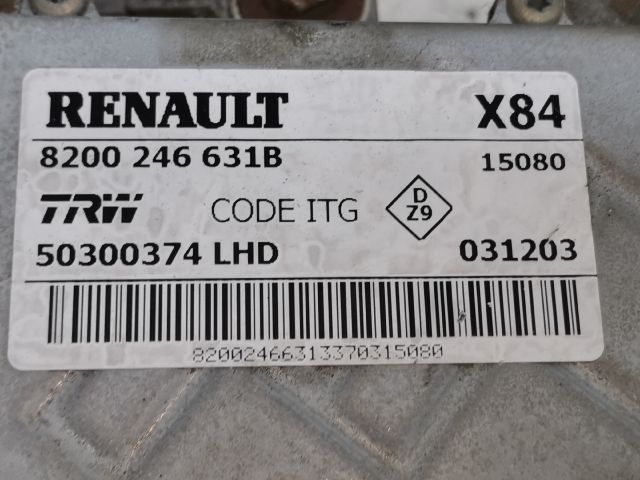 RENAULT X84
8200 246 631B 15080
TRW CODE ITG D Z9
50300374 LHD 031203
82002466313370315080